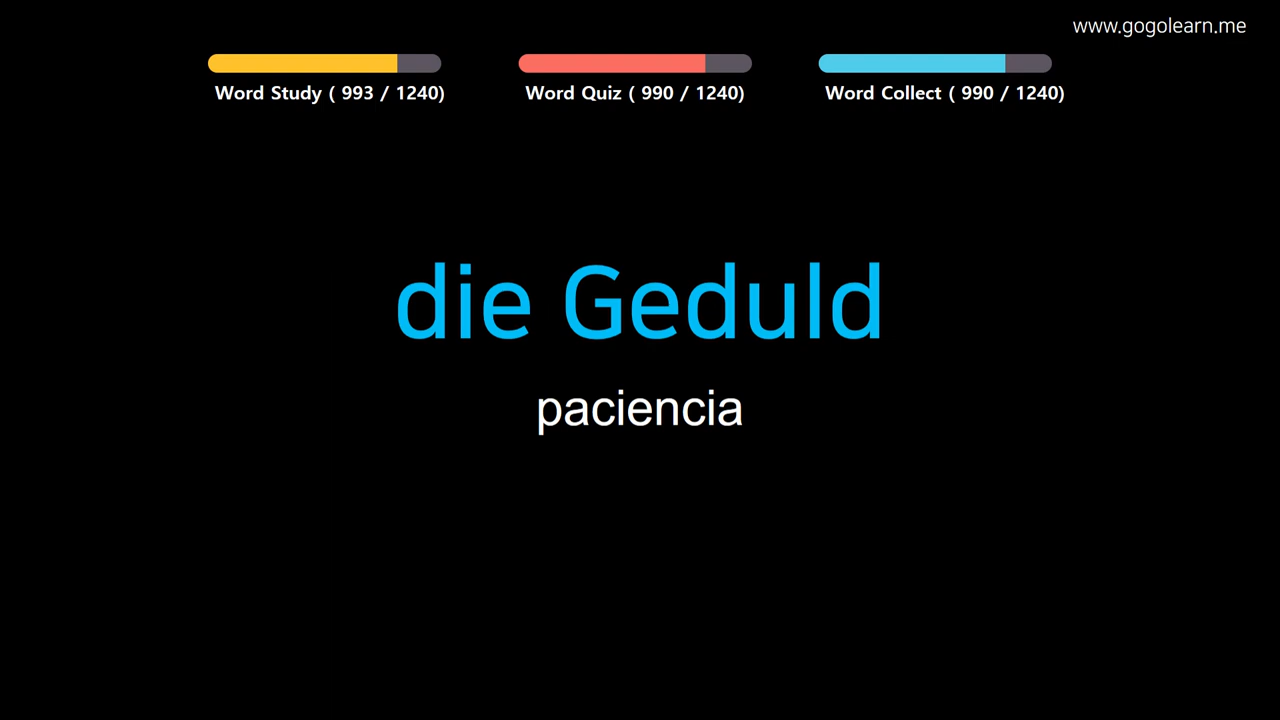 www.gogolearn.me
Word Study ( 993 / 1240)
Word Quiz ( 990 / 1240)
Word Collect ( 990 / 1240)
die Geduld
paciencia